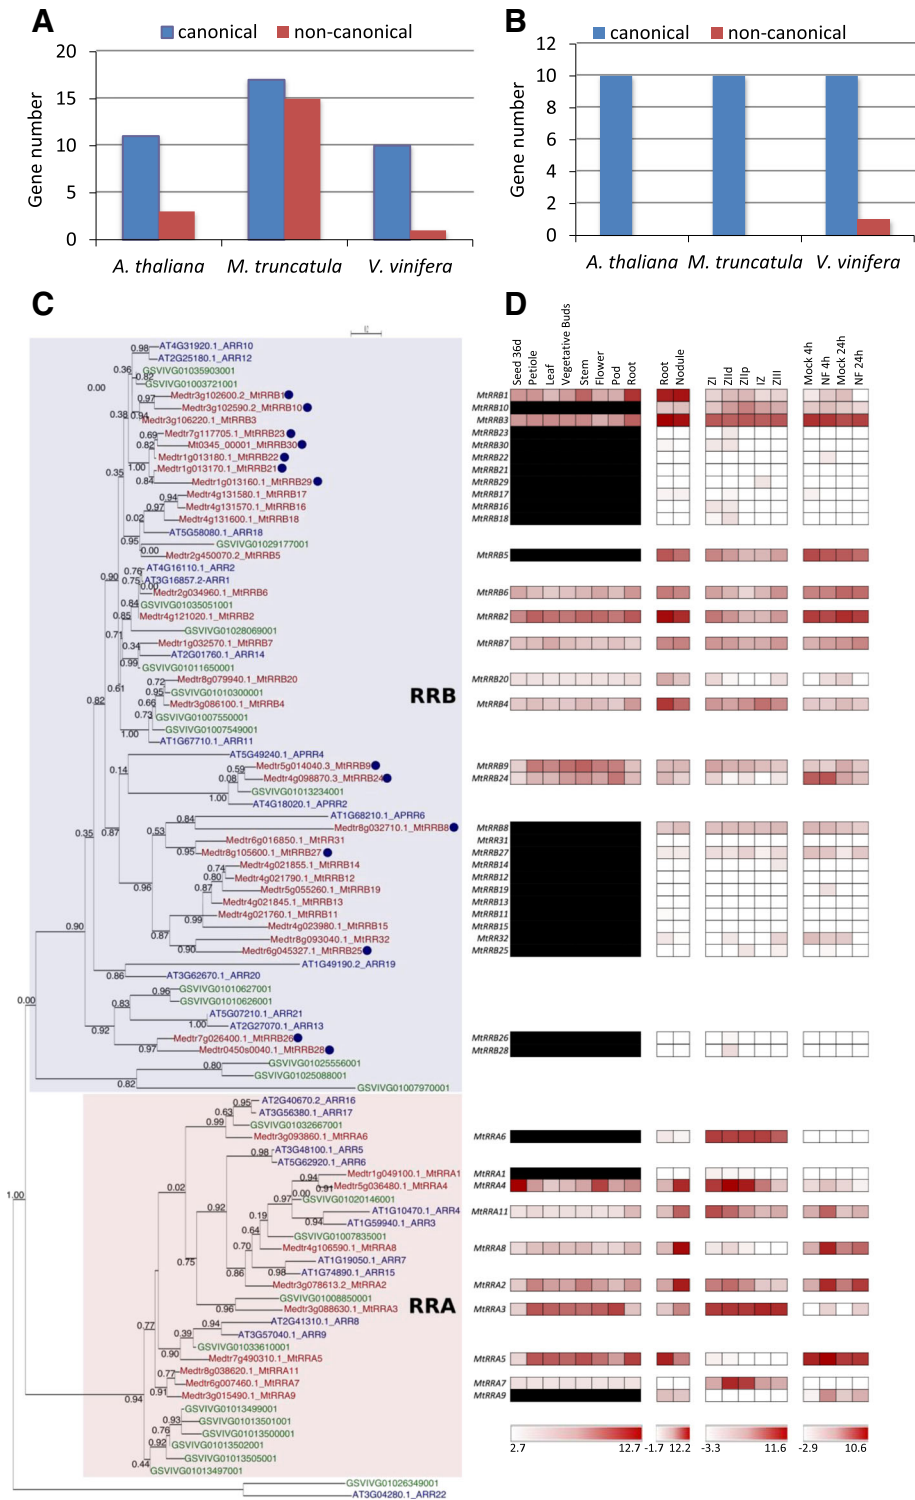 A
canonical non-canonical
Gene number
20
15
10
5
0
A. thaliana M. truncatula V. vinifera
B
canonical non-canonical
Gene number
12
10
8
6
4
2
0
A. thaliana M. truncatula V. vinifera
C
AT4G31920.1_ARR10
AT2G25180.1_ARR12
GSVIVG01035903001
GSVIVG01003721001
Medtr3g102600.2_MtRRB1
Medtr3g102590.2_MtRRB10
Medtr3g106220.1_MtRRB3
Medtr7g117705.1_MtRRB23
Mt0345_00001_MtRRB30
Medtr1g013180.1_MtRRB22
Medtr1g013170.1_MtRRB21
Medtr1g013160.1_MtRRB29
Medtr4g131580.1_MtRRB17
Medtr4g131570.1_MtRRB16
Medtr4g131600.1_MtRRB18
AT5G58080.1_ARR18
GSVIVG01029177001
Medtr2g450070.2_MtRRB5
AT4G16110.1_ARR2
AT3G16857.2-ARR1
Medtr2g034960.1_MtRRB6
GSVIVG01035051001
Medtr4g121020.1_MtRRB2
GSVIVG01028069001
Medtr1g032570.1_MtRRB7
AT2G01760.1_ARR14
GSVIVG01011650001
Medtr8g079940.1_MtRRB20
GSVIVG01010300001
Medtr3g086100.1_MtRRB4
GSVIVG01007550001
GSVIVG01007549001
AT1G67710.1_ARR11
AT5G49240.1_APRR4
Medtr5g014040.3_MtRRB9
Medtr4g098870.3_MtRRB24
GSVIVG01013234001
AT4G18020.1_APRR2
AT1G68210.1_APRR6
Medtr8g032710.1_MtRRB8
Medtr6g016850.1_MtRR31
Medtr8g105600.1_MtRRB27
Medtr4g021855.1_MtRRB14
Medtr4g021790.1_MtRRB12
Medtr5g055260.1_MtRRB19
Medtr4g021845.1_MtRRB13
Medtr4g021760.1_MtRRB11
Medtr4g023980.1_MtRRB15
Medtr8g093040.1_MtRR32
Medtr6g045327.1_MtRRB25
AT1G49190.2_ARR19
AT3G62670.1_ARR20
GSVIVG01010627001
GSVIVG01010626001
AT5G07210.1_ARR21
AT2G27070.1_ARR13
Medtr7g026400.1_MtRRB26
Medtr0450s0040.1_MtRRB28
GSVIVG01025556001
GSVIVG01025088001
GSVIVG01007970001
RRB
AT2G40670.2_ARR16
AT3G56380.1_ARR17
GSVIVG01032667001
Medtr3g093860.1_MtRRA6
AT3G48100.1_ARR5
AT5G62920.1_ARR6
Medtr1g049100.1_MtRRA1
Medtr5g036480.1_MtRRA4
GSVIVG01020146001
AT1G10470.1_ARR4
AT1G59940.1_ARR3
GSVIVG01007835001
Medtr4g106590.1_MtRRA8
AT1G19050.1_ARR7
AT1G74890.1_ARR15
Medtr3g078613.2_MtRRA2
GSVIVG01008850001
Medtr3g088630.1_MtRRA3
AT2G41310.1_ARR8
AT3G57040.1_ARR9
GSVIVG01033610001
Medtr7g490310.1_MtRRA5
Medtr8g038620.1_MtRRA11
Medtr6g007460.1_MtRRA7
Medtr3g015490.1_MtRRA9
GSVIVG01013499001
GSVIVG01013501001
GSVIVG01013500001
GSVIVG01013502001
GSVIVG01013505001
GSVIVG01013497001
RRA
GSVIVG01026349001
AT3G04280.1_ARR22
D
Seed 36d Petiole Leaf Vegetative Buds Stem Flower Pod Root
Root Nodule
ZI ZIId ZIIp IZ ZIII
Mock 4h NF 4h Mock 24h NF 24h
MtRRB1
MtRRB10
MtRRB3
MtRRB23
MtRRB30
MtRRB22
MtRRB21
MtRRB29
MtRRB17
MtRRB16
MtRRB18
MtRRB5
MtRRB6
MtRRB2
MtRRB7
MtRRB20
MtRRB4
MtRRB9
MtRRB24
MtRRB8
MtRR31
MtRRB27
MtRRB14
MtRRB12
MtRRB19
MtRRB13
MtRRB11
MtRRB15
MtRR32
MtRRB25
MtRRB26
MtRRB28
MtRRA6
MtRRA1
MtRRA4
MtRRA11
MtRRA8
MtRRA2
MtRRA3
MtRRA5
MtRRA7
MtRRA9
2.7 12.7 -1.7 12.2 -3.3 11.6 -2.9 10.6